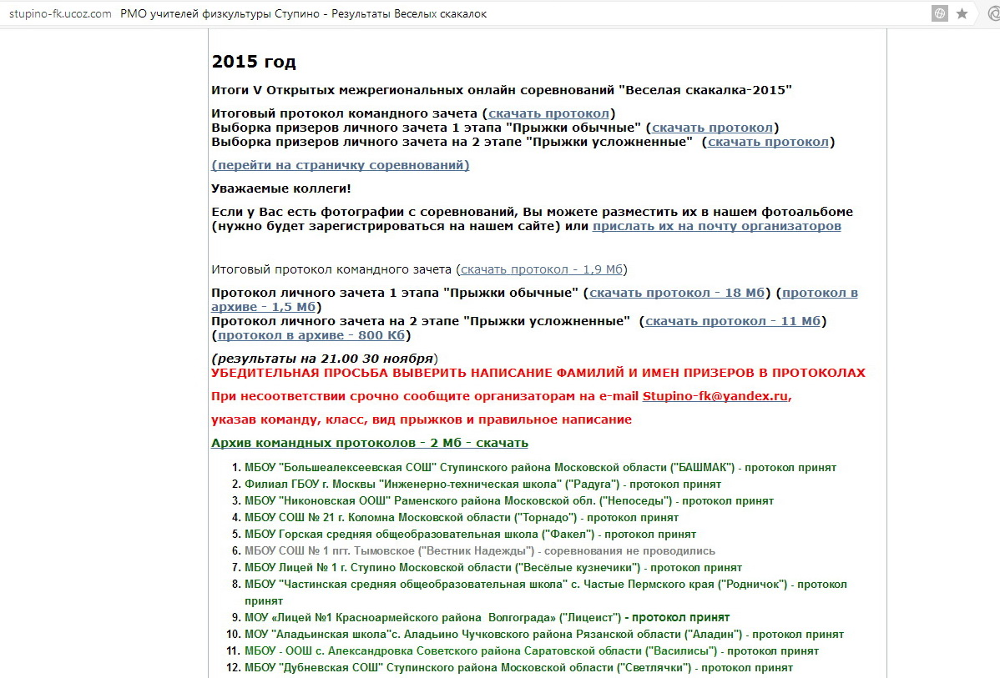 stupino-fk.ucoz.com РМО учителей физкультуры Ступино - Результаты Веселых скакалок
2015 год
Итоги V Открытых межрегиональных онлайн соревнований "Веселая скакалка-2015"
Итоговый протокол командного зачета (скачать протокол)
Выборка призеров личного зачета 1 этапа "Прыжки обычные" (скачать протокол)
Выборка призеров личного зачета на 2 этапе "Прыжки усложненные" (скачать протокол)
(перейти на страничку соревнований)
Уважаемые коллеги!
Если у Вас есть фотографии с соревнований, Вы можете разместить их в нашем фотоальбоме
(нужно будет зарегистрироваться на нашем сайте) или прислать их на почту организаторов
Итоговый протокол командного зачета (скачать протокол - 1,9 Мб)
Протокол личного зачета 1 этапа "Прыжки обычные" (скачать протокол - 18 Мб) (протокол в
архиве - 1,5 Мб)
Протокол личного зачета на 2 этапе "Прыжки усложненные" (скачать протокол - 11 Мб)
(протокол в архиве - 800 Кб)
(результаты на 21.00 30 ноября)
УБЕДИТЕЛЬНАЯ ПРОСЬБА ВЫВЕРИТЬ НАПИСАНИЕ ФАМИЛИЙ И ИМЕН ПРИЗЕРОВ В ПРОТОКОЛАХ
При несоответствии срочно сообщите организаторам на e-mail Stupino-fk@yandex.ru,
указав команду, класс, вид прыжков и правильное написание
Архив командных протоколов - 2 Мб - скачать
1. МБОУ "Большеалексеевская СОШ" Ступинского района Московской области ("БАШМАК") - протокол принят
2. Филиал ГБОУ г. Москвы "Инженерно-техническая школа" ("Радуга") - протокол принят
3. МБОУ "Никоновская ООШ" Раменского района Московской обл. ("Непоседы") - протокол принят
4. МБОУ СОШ № 21 г. Коломна Московской области ("Торнадо") - протокол принят
5. МБОУ Горская средняя общеобразовательная школа ("Факел") - протокол принят
6. МБОУ СОШ № 1 пгт. Тымовское ("Вестник Надежды") - соревнования не проводились
7. МБОУ Лицей № 1 г. Ступино Московской области ("Весёлые кузнечики") - протокол принят
8. МБОУ "Частинская средняя общеобразовательная школа" с. Частые Пермского края ("Родничок") - протокол
принят
9. МОУ «Лицей №1 Красноармейского района Волгограда» ("Лицеист") - протокол принят
10. МОУ "Аладьинская школа"с. Аладьино Чучковского района Рязанской области ("Аладин") - протокол принят
11. МБОУ - ООШ с. Александровка Советского района Саратовской области ("Василисы") - протокол принят
12. МБОУ "Дубневская СОШ" Ступинского района Московской области ("Светлячки") - протокол принят